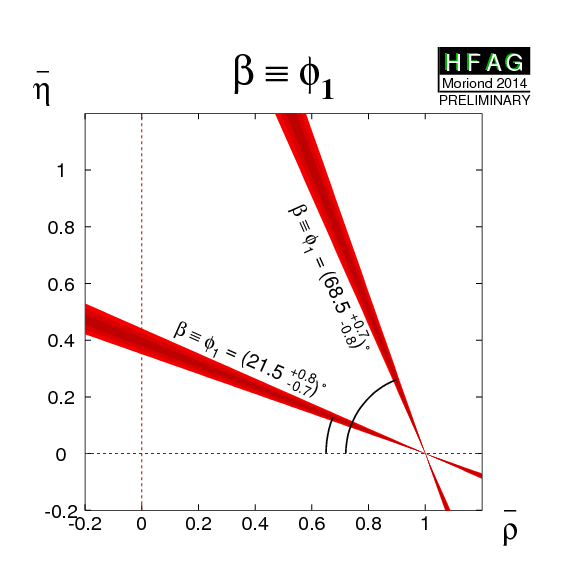 β ≡ ϕ1
HFAG
Moriond 2014
PRELIMINARY
η̄
1
0.8
0.6
0.4
0.2
0
-0.2
β ≡ ϕ1 = (68.5 +0.7 -0.8)°
β ≡ ϕ1 = (21.5 +0.8 -0.7)°
-0.2 0 0.2 0.4 0.6 0.8 1
ρ̄